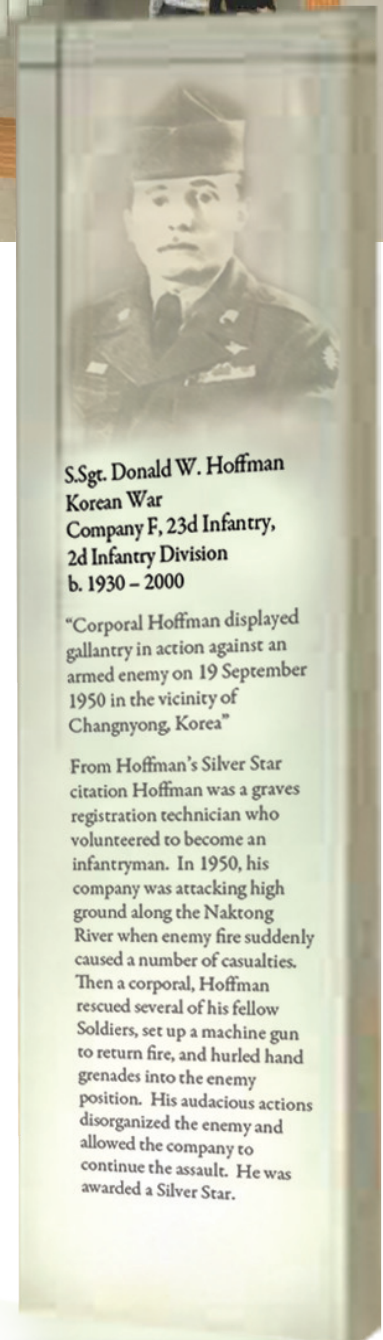 S.Sgt. Donald W. Hoffman
Korean War
Company F, 23d Infantry,
2d Infantry Division
b. 1930 – 2000
“Corporal Hoffman displayed
gallantry in action against an
armed enemy on 19 September
1950 in the vicinity of
Changnyong, Korea”
From Hoffman’s Silver Star
citation Hoffman was a graves
registration technician who
volunteered to become an
infantryman.  In 1950, his
company was attacking high
ground along the Naktong
River when enemy fire suddenly
caused a number of casualties.
Then a corporal, Hoffman
rescued several of his fellow
Soldiers, set up a machine gun
to return fire, and hurled hand
grenades into the enemy
position.  His audacious actions
disorganized the enemy and
allowed the company to
continue the assault.  He was
awarded a Silver Star.